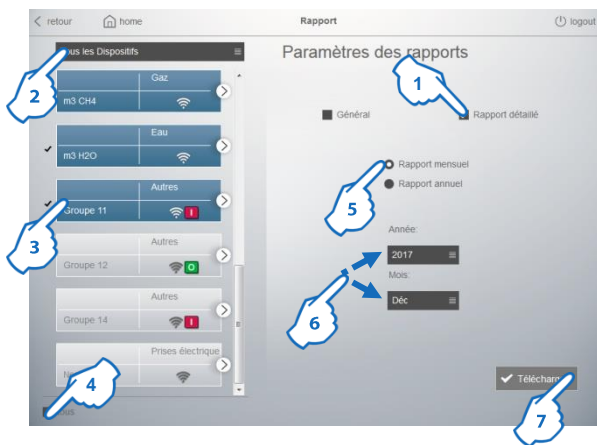 retour
home
Rapport
logout
tous les Dispositifs
Gaz
m3 CH4
Eau
m3 H2O
Autres
Groupe 11
I
Autres
Groupe 12
O
Autres
Groupe 14
I
Prises électrique
Paramètres des rapports
Général
Rapport détaillé
Rapport mensuel
Rapport annuel
Année:
2017
Mois:
Déc
Télécharg
1
2
3
4
5
6
7